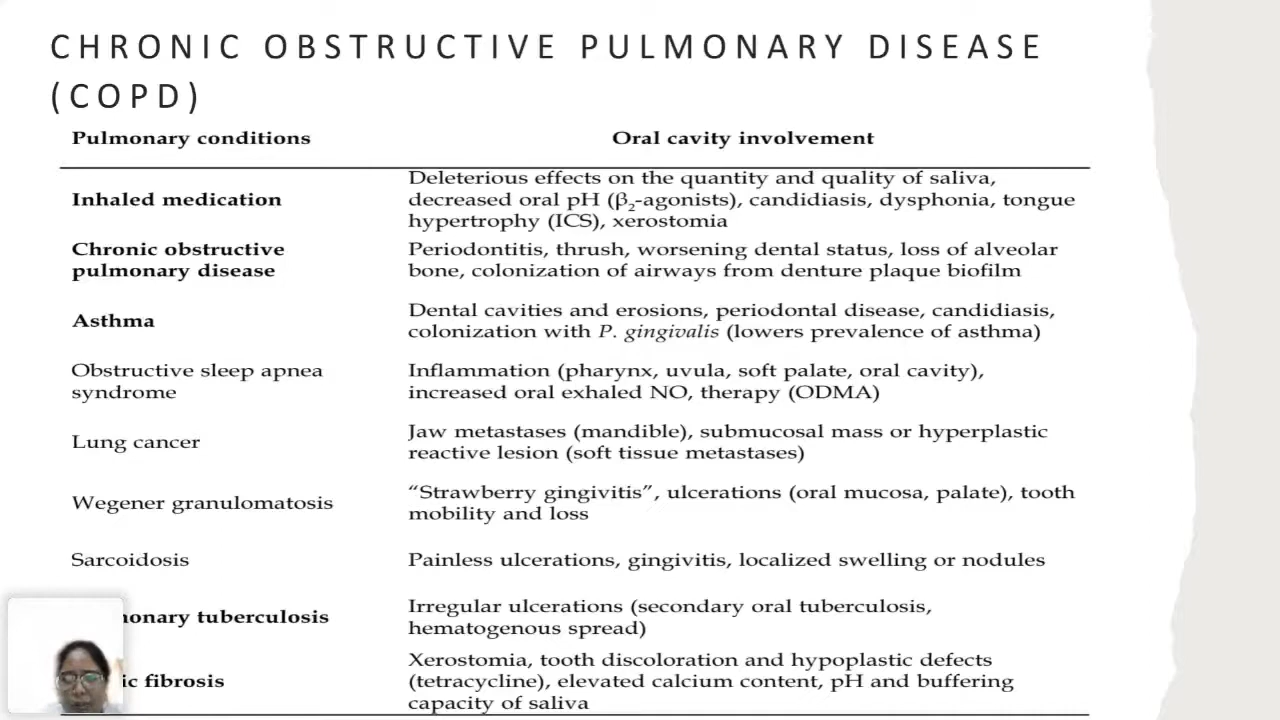 CHRONIC OBSTRUCTIVE PULMONARY DISEASE
(COPD)
Pulmonary conditions Oral cavity involvement
Inhaled medication
Deleterious effects on the quantity and quality of saliva,
decreased oral pH (β2-agonists), candidiasis, dysphonia, tongue
hypertrophy (ICS), xerostomia
Chronic obstructive
pulmonary disease
Periodontitis, thrush, worsening dental status, loss of alveolar
bone, colonization of airways from denture plaque biofilm
Asthma
Dental cavities and erosions, periodontal disease, candidiasis,
colonization with P. gingivalis (lowers prevalence of asthma)
Obstructive sleep apnea
syndrome
Inflammation (pharynx, uvula, soft palate, oral cavity),
increased oral exhaled NO, therapy (ODMA)
Lung cancer
Jaw metastases (mandible), submucosal mass or hyperplastic
reactive lesion (soft tissue metastases)
Wegener granulomatosis
“Strawberry gingivitis”, ulcerations (oral mucosa, palate), tooth
mobility and loss
Sarcoidosis
Painless ulcerations, gingivitis, localized swelling or nodules
tuberculosis
Irregular ulcerations (secondary oral tuberculosis,
hematogenous spread)
fibrosis
Xerostomia, tooth discoloration and hypoplastic defects
(tetracycline), elevated calcium content, pH and buffering
capacity of saliva